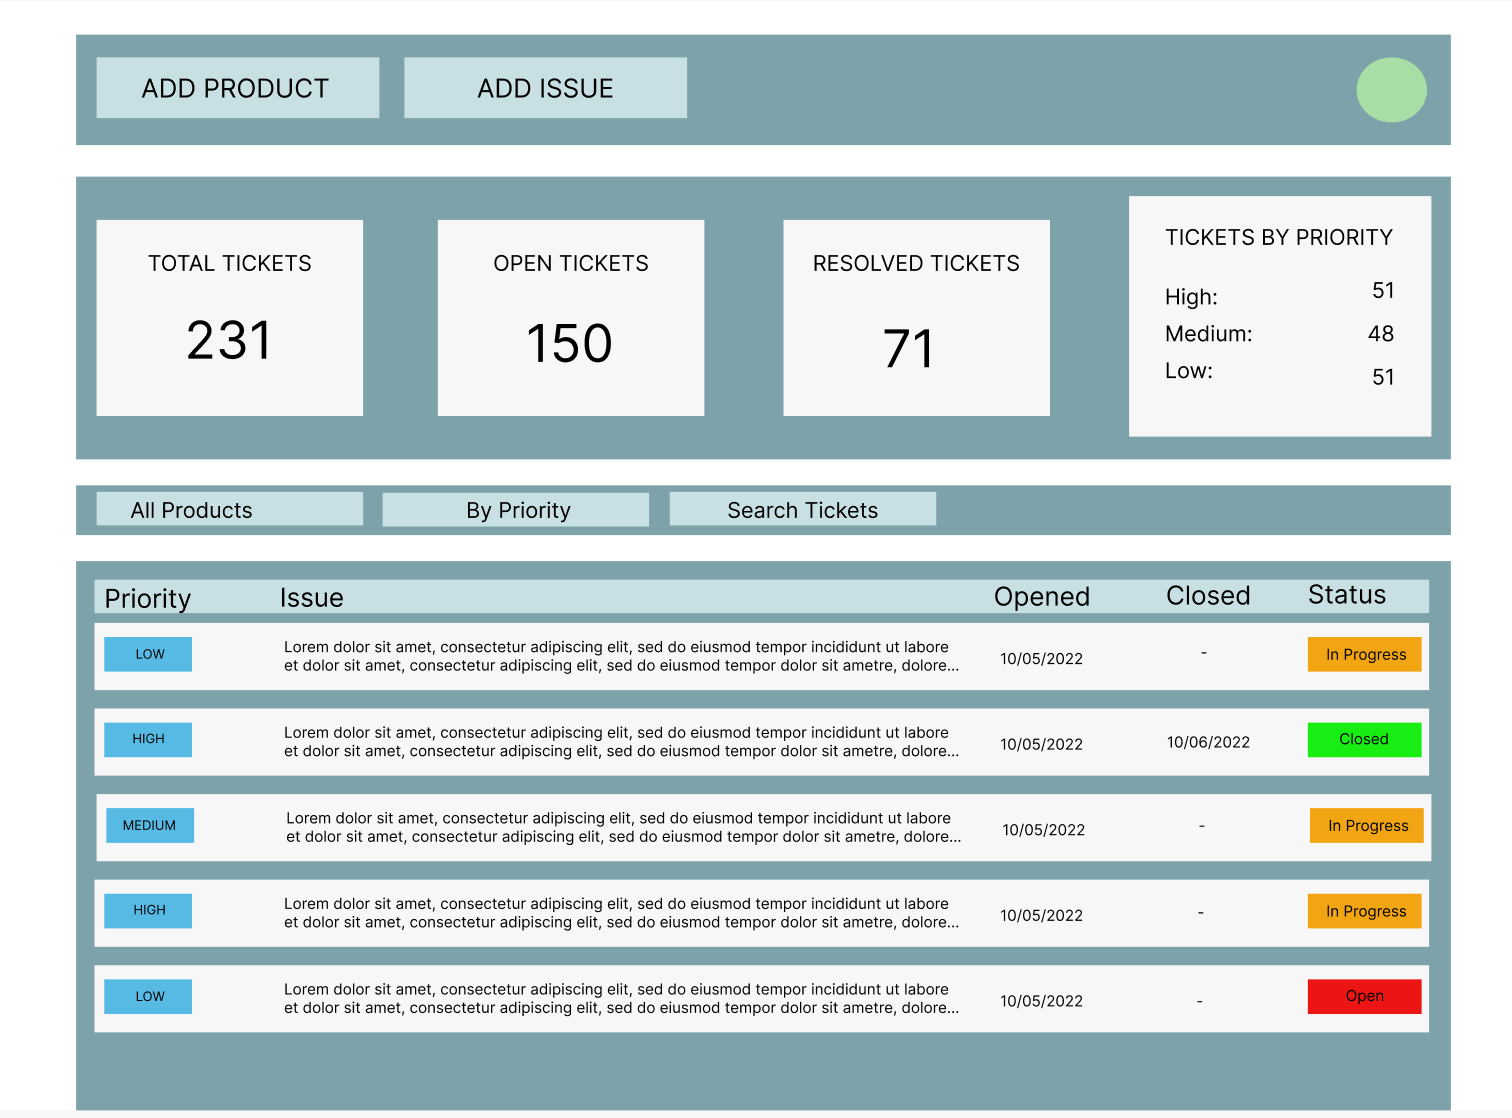 ADD PRODUCT
ADD ISSUE
TOTAL TICKETS
231
OPEN TICKETS
150
RESOLVED TICKETS
71
TICKETS BY PRIORITY
High: 51
Medium: 48
Low: 51
All Products
By Priority
Search Tickets
Priority Issue Opened Closed Status
LOW
Lorem dolor sit amet, consectetur adipiscing elit, sed do eiusmod tempor incididunt ut labore
et dolor sit amet, consectetur adipiscing elit, sed do eiusmod tempor dolor sit ametre, dolore...
10/05/2022
-
In Progress
HIGH
Lorem dolor sit amet, consectetur adipiscing elit, sed do eiusmod tempor incididunt ut labore
et dolor sit amet, consectetur adipiscing elit, sed do eiusmod tempor dolor sit ametre, dolore...
10/05/2022
10/06/2022
Closed
MEDIUM
Lorem dolor sit amet, consectetur adipiscing elit, sed do eiusmod tempor incididunt ut labore
et dolor sit amet, consectetur adipiscing elit, sed do eiusmod tempor dolor sit ametre, dolore...
10/05/2022
-
In Progress
HIGH
Lorem dolor sit amet, consectetur adipiscing elit, sed do eiusmod tempor incididunt ut labore
et dolor sit amet, consectetur adipiscing elit, sed do eiusmod tempor dolor sit ametre, dolore...
10/05/2022
-
In Progress
LOW
Lorem dolor sit amet, consectetur adipiscing elit, sed do eiusmod tempor incididunt ut labore
et dolor sit amet, consectetur adipiscing elit, sed do eiusmod tempor dolor sit ametre, dolore...
10/05/2022
-
Open